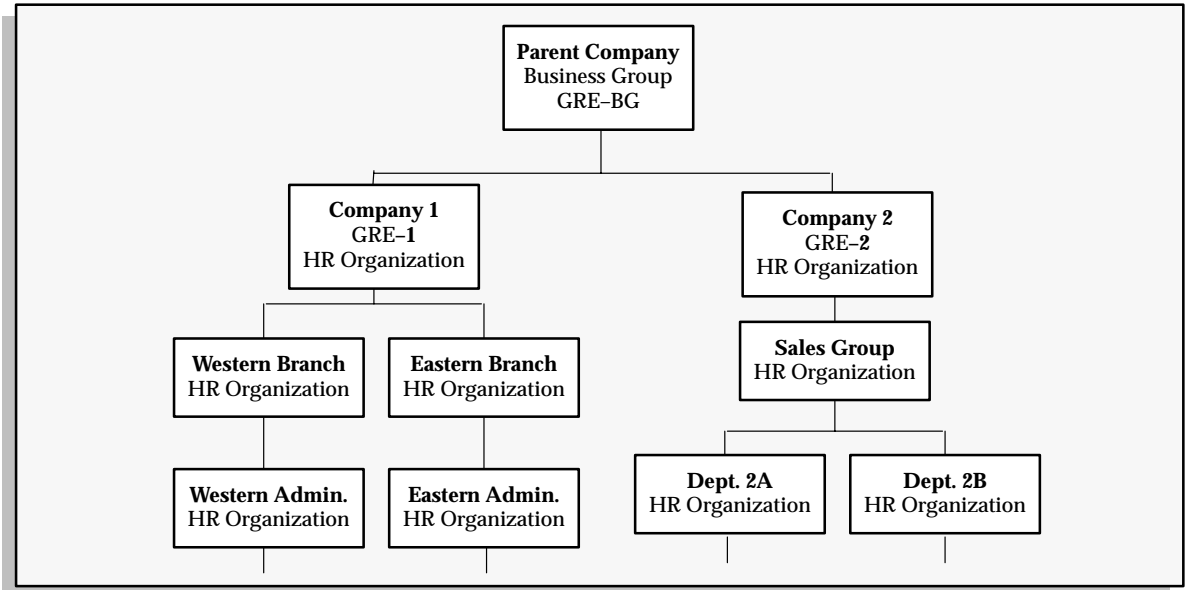 Parent Company
Business Group
GRE–BG
Company 1
GRE–1
HR Organization
Company 2
GRE–2
HR Organization
Western Branch
HR Organization
Eastern Branch
HR Organization
Sales Group
HR Organization
Western Admin.
HR Organization
Eastern Admin.
HR Organization
Dept. 2A
HR Organization
Dept. 2B
HR Organization